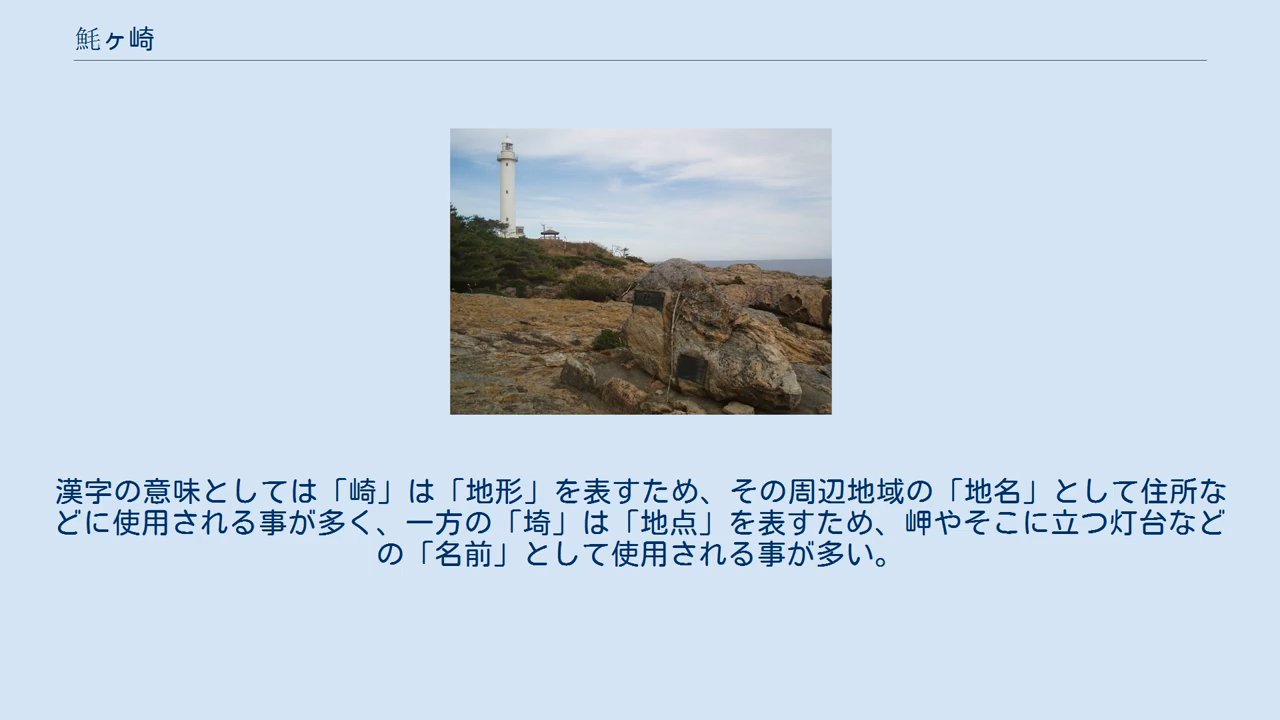 魹ヶ崎
漢字の意味としては「崎」は「地形」を表すため、その周辺地域の「地名」として住所な
どに使用される事が多く、一方の「埼」は「地点」を表すため、岬やそこに立つ灯台など
の「名前」として使用される事が多い。